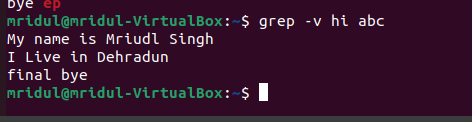 bye ep
mridul@mridul-VirtualBox:~$ grep -v hi abc
My name is Mriudl Singh
I Live in Dehradun
final bye
mridul@mridul-VirtualBox:~$